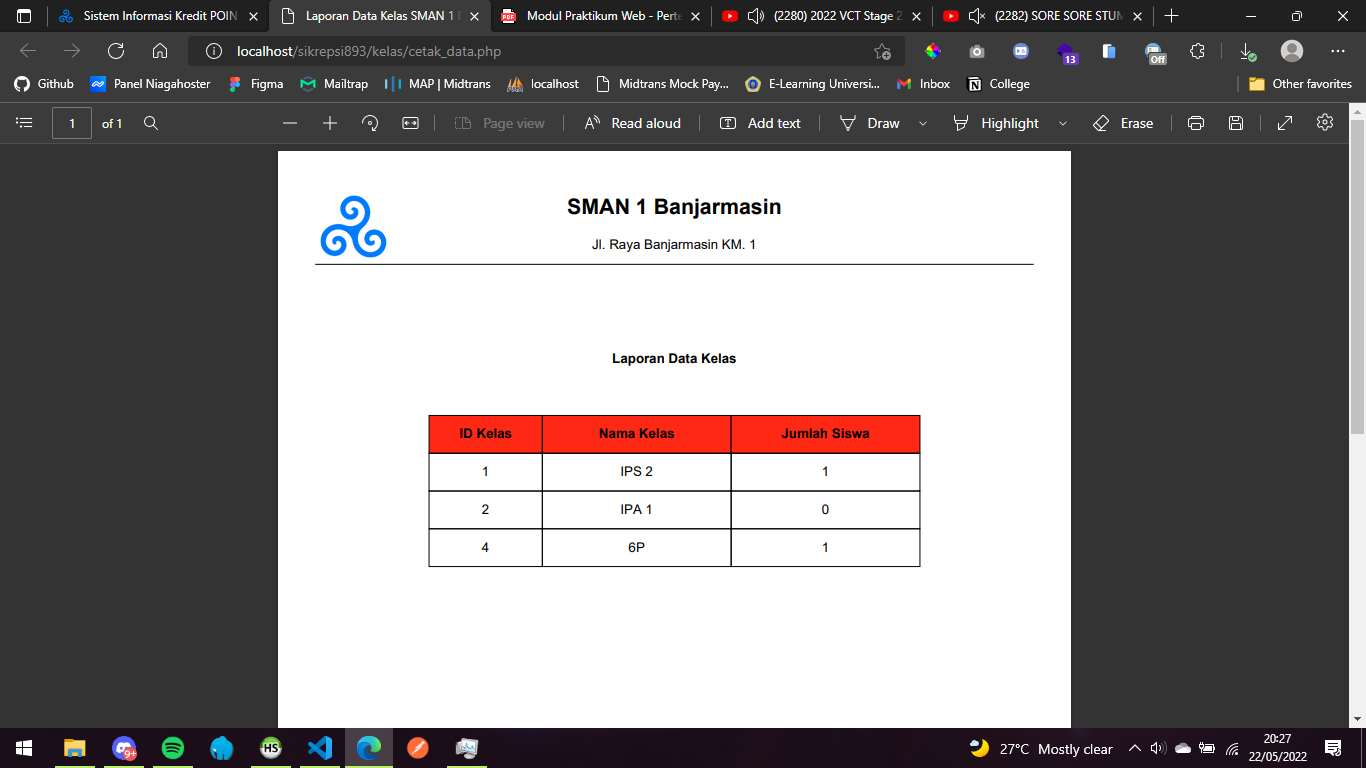 Sistem Informasi Kredit POIN
Laporan Data Kelas SMAN 1
Modul Praktikum Web - Perte
(2280) 2022 VCT Stage 2
(2282) SORE SORE STUM
localhost/sikrepsi893/kelas/cetak_data.php
13
Off
Github
Panel Niagahoster
Figma
Mailtrap
MAP | Midtrans
localhost
Midtrans Mock Pay...
E-Learning Universi...
Inbox
College
Other favorites
1 of 1
Page view
Read aloud
Add text
Draw
Highlight
Erase
SMAN 1 Banjarmasin
Jl. Raya Banjarmasin KM. 1
Laporan Data Kelas
ID Kelas Nama Kelas Jumlah Siswa
1 IPS 2 1
2 IPA 1 0
4 6P 1
9+
HS
27°C Mostly clear
20:27
22/05/2022